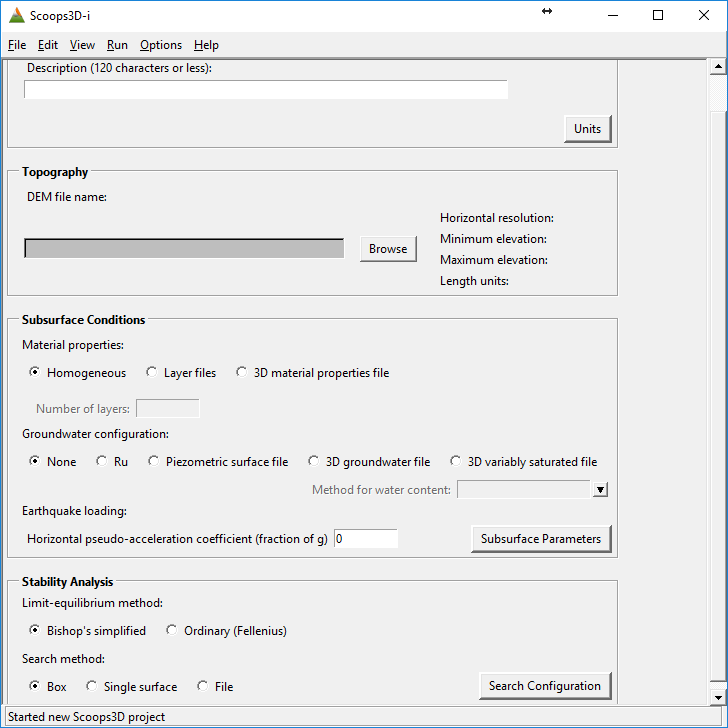 Scoops3D-i
File Edit View Run Options Help
Description (120 characters or less):
Units
Topography
DEM file name:
Horizontal resolution:
Browse
Minimum elevation:
Maximum elevation:
Length units:
Subsurface Conditions
Material properties:
Homogeneous Layer files 3D material properties file
Number of layers:
Groundwater configuration:
None Ru Piezometric surface file 3D groundwater file 3D variably saturated file
Method for water content:
Earthquake loading:
Horizontal pseudo-acceleration coefficient (fraction of g) 0 Subsurface Parameters
Stability Analysis
Limit-equilibrium method:
Bishop's simplified Ordinary (Fellenius)
Search method:
Box Single surface File Search Configuration
Started new Scoops3D project